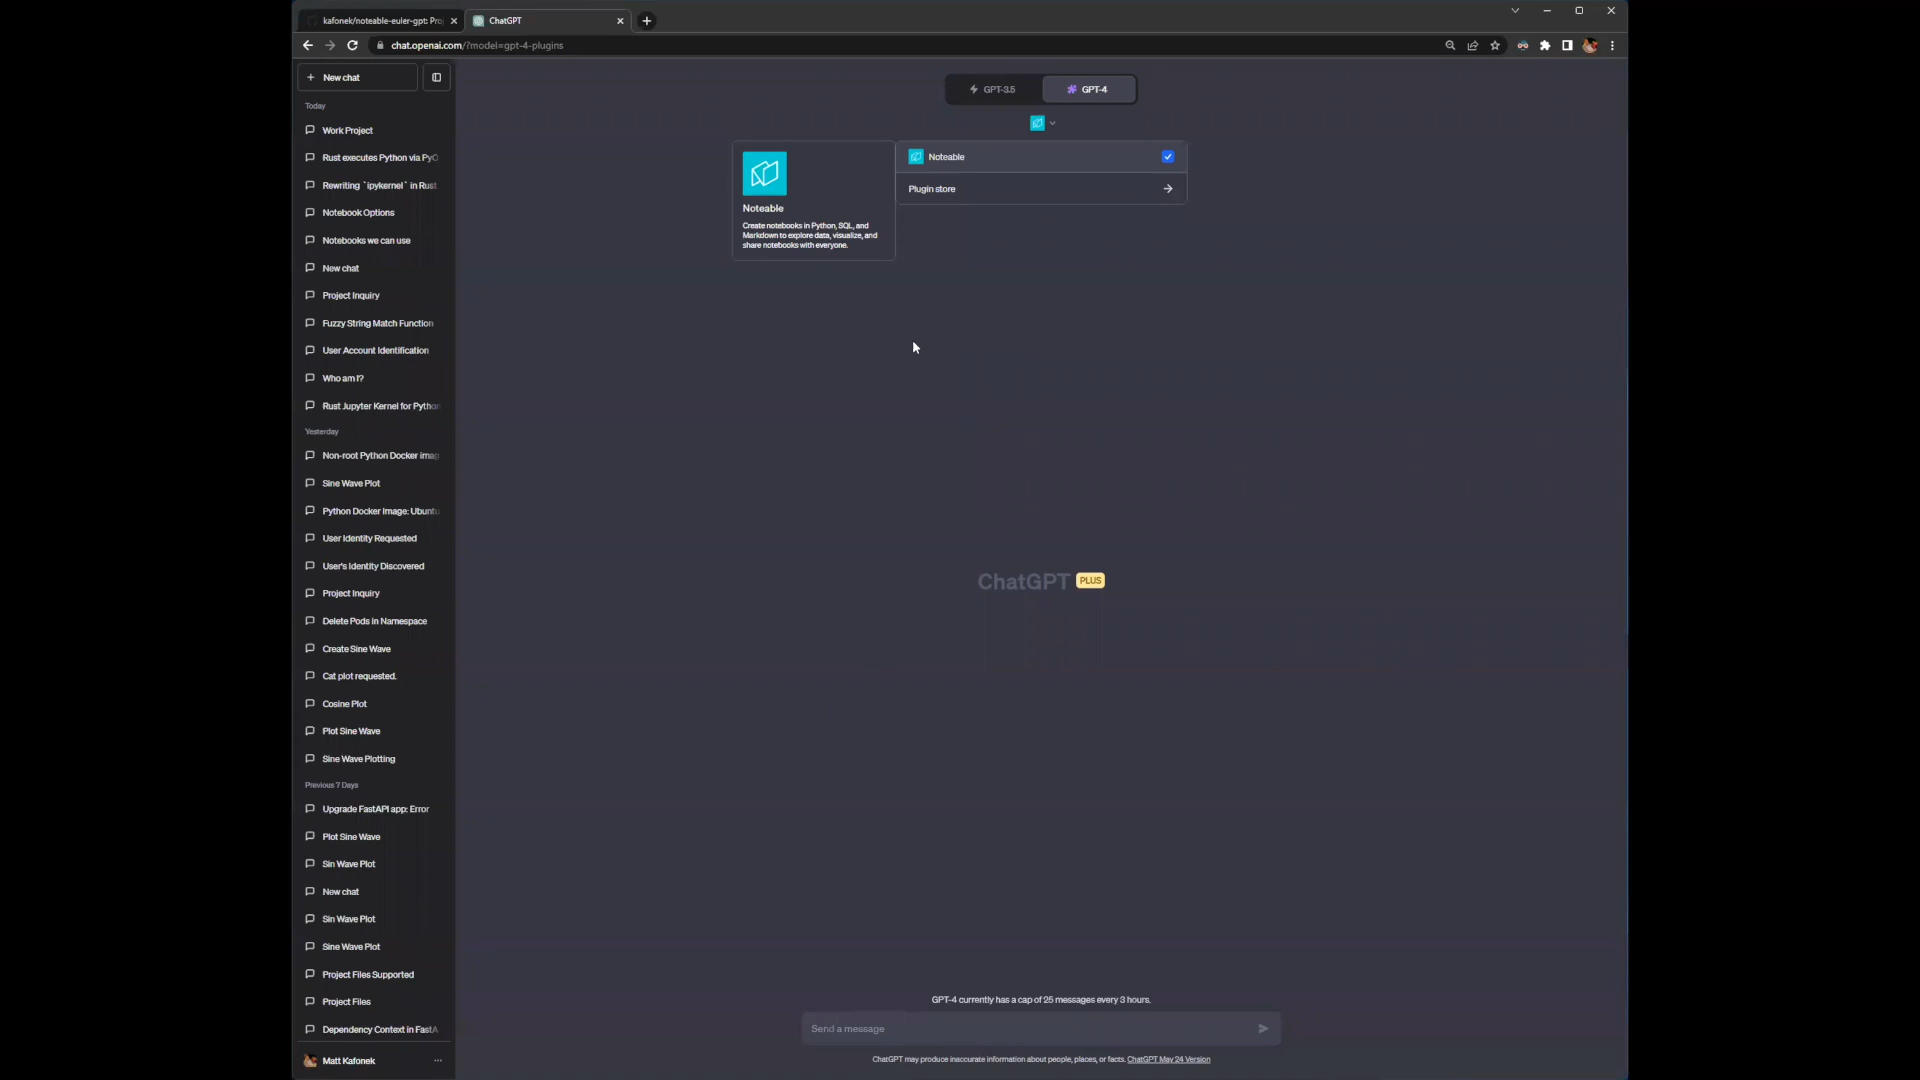 kafonek/noteable-euler-gpt: Proj
ChatGPT
chat.openai.com/?model=gpt-4-plugins
New chat
Today
Work Project
Rust executes Python via PyO
Rewriting `ipykernel` in Rust
Notebook Options
Notebooks we can use
New chat
Project Inquiry
Fuzzy String Match Function
User Account Identification
Who am I?
Rust Jupyter Kernel for Python
Yesterday
Non-root Python Docker imag
Sine Wave Plot
Python Docker Image: Ubuntu
User Identity Requested
User's Identity Discovered
Project Inquiry
Delete Pods in Namespace
Create Sine Wave
Cat plot requested.
Cosine Plot
Plot Sine Wave
Sine Wave Plotting
Previous 7 Days
Upgrade FastAPI app: Error
Plot Sine Wave
Sin Wave Plot
New chat
Sin Wave Plot
Sine Wave Plot
Project Files Supported
Project Files
Dependency Context in FastA
Matt Kafonek
GPT-3.5
GPT-4
Noteable
Create notebooks in Python, SQL, and
Markdown to explore data, visualize, and
share notebooks with everyone.
Noteable
Plugin store
ChatGPT PLUS
GPT-4 currently has a cap of 25 messages every 3 hours.
Send a message
ChatGPT may produce inaccurate information about people, places, or facts. ChatGPT May 24 Version